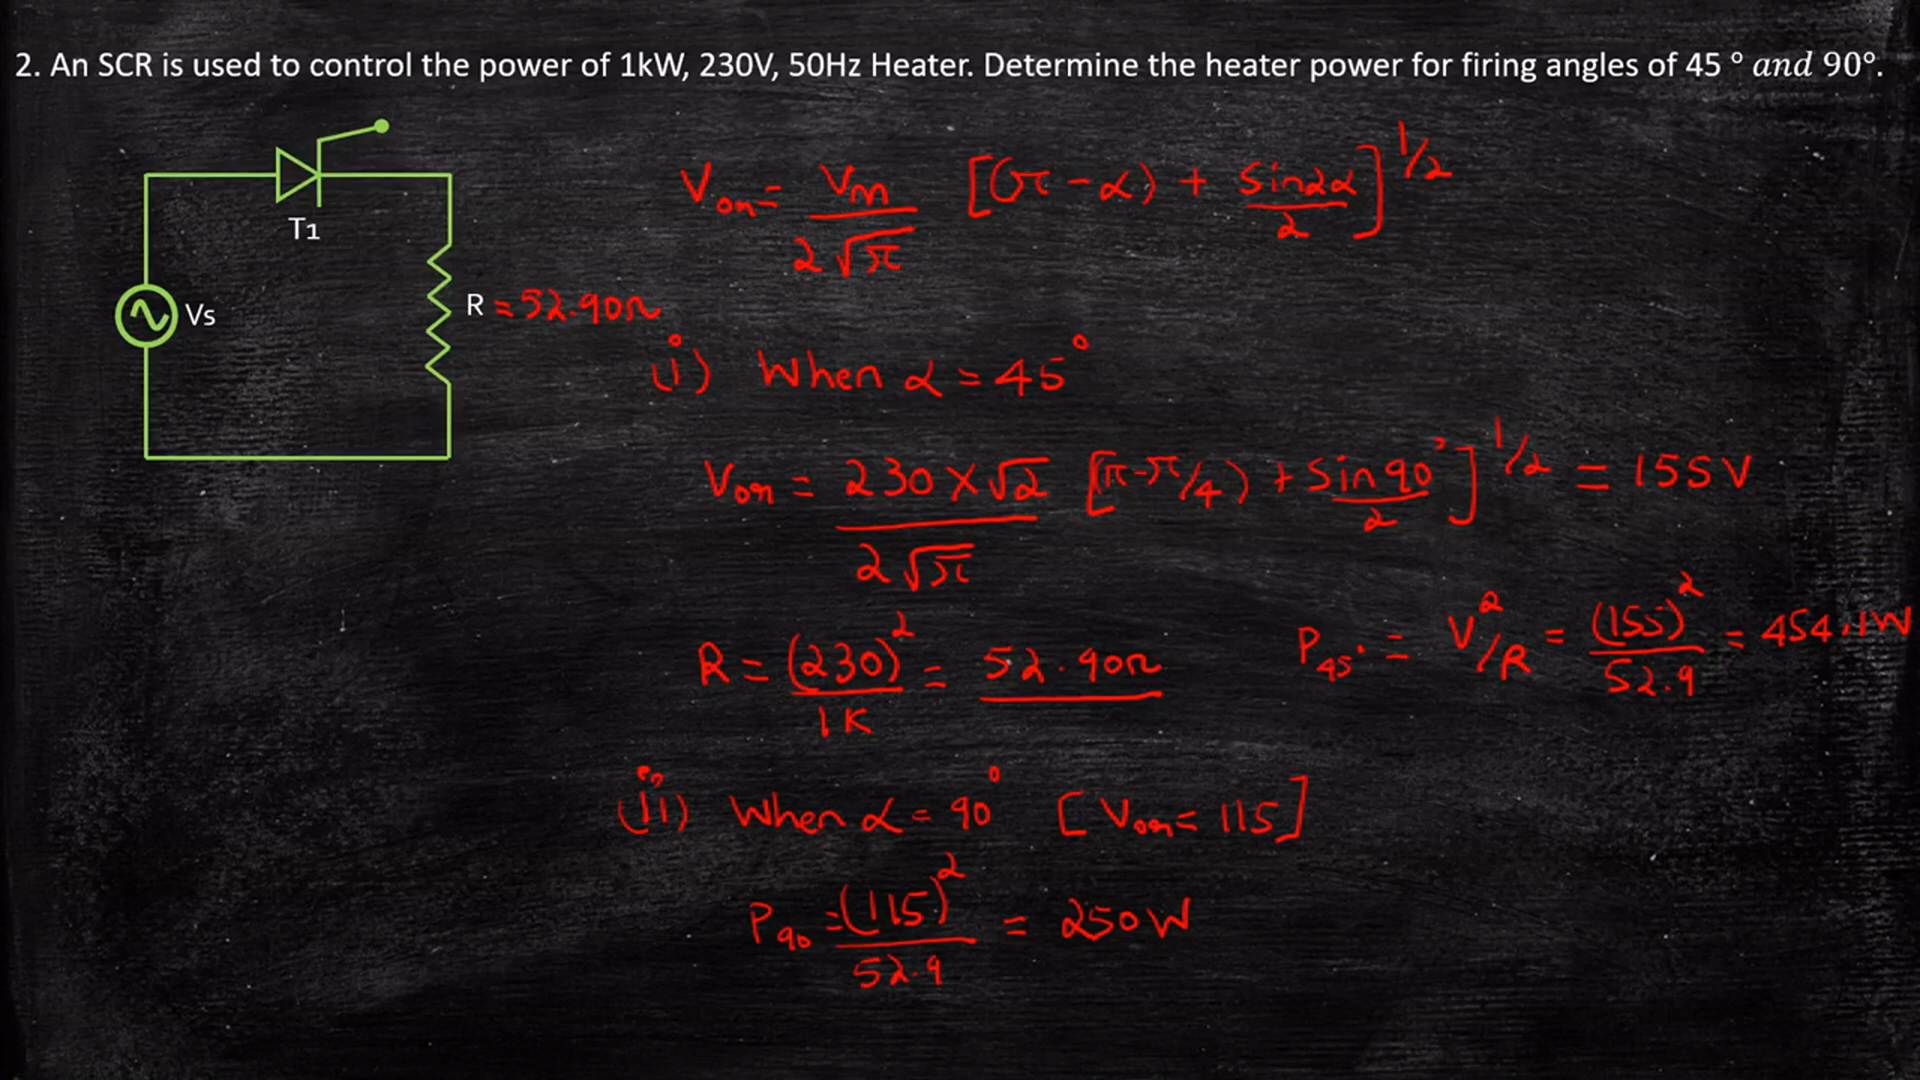 2. An SCR is used to control the power of 1kW, 230V, 50Hz Heater. Determine the heater power for firing angles of 45 ° and 90°.
T1
Vs
R = 52.90Ω
Vor = Vm / 2√π [(π - α) + sin2α / 2]^1/2
(i) When α = 45°
Vor = 230 × √2 / 2√π [(π - π/4) + sin90° / 2]^1/2 = 155V
R = (230)² / 1K = 52.90Ω
P45° = V²/R = (155)² / 52.9 = 454.1W
(ii) When α = 90° [Vor = 115]
P90 = (115)² / 52.9 = 250W